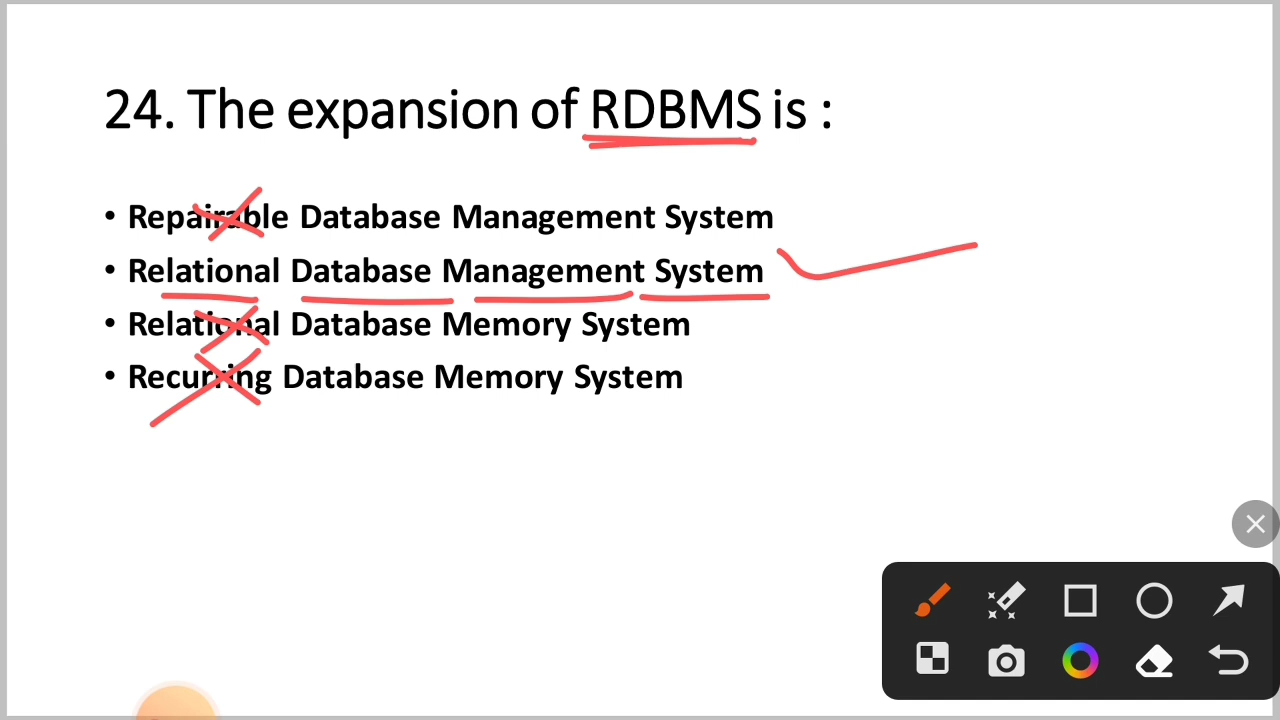 24. The expansion of RDBMS is :
• Repairable Database Management System
• Relational Database Management System
• Relational Database Memory System
• Recurring Database Memory System